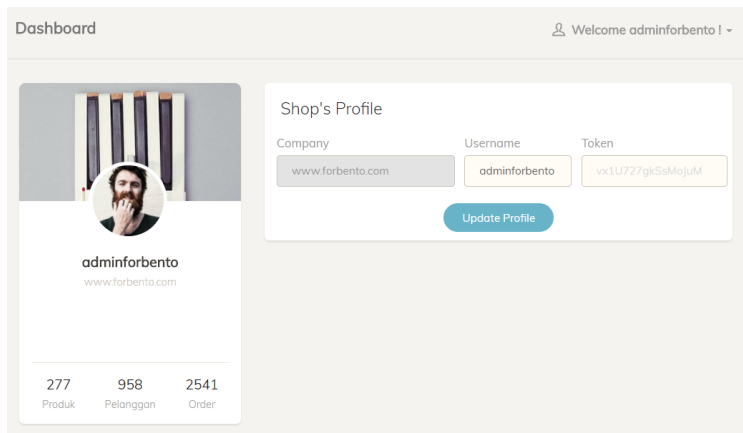 Dashboard
Welcome adminforbento !
Shop's Profile
Company Username Token
www.forbento.com adminforbento vx1U727gkSsMoJuM
Update Profile
adminforbento
www.forbento.com
277 958 2541
Produk Pelanggan Order